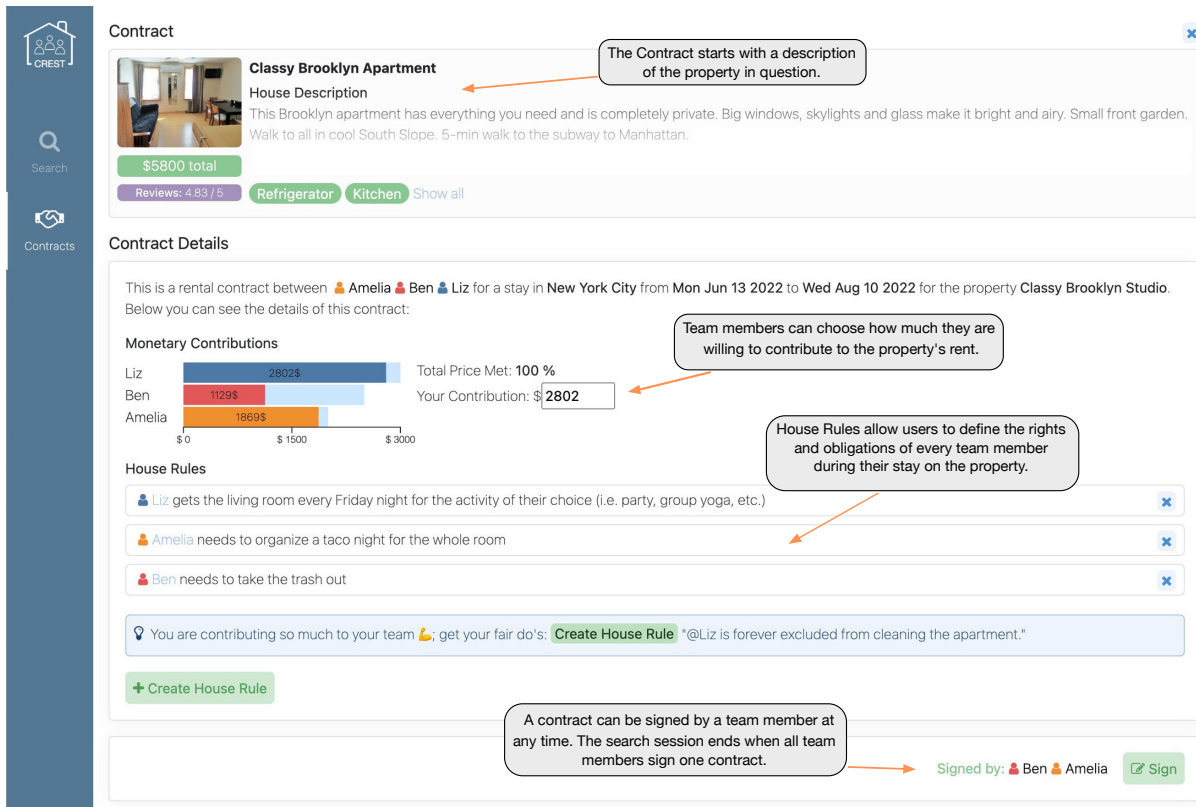 CREST
Search
Contracts
Contract
The Contract starts with a description
of the property in question.
Classy Brooklyn Apartment
House Description
This Brooklyn apartment has everything you need and is completely private. Big windows, skylights and glass make it bright and airy. Small front garden.
Walk to all in cool South Slope. 5-min walk to the subway to Manhattan.
$5800 total
Reviews: 4.83 / 5
Refrigerator Kitchen Show all
Contract Details
This is a rental contract between Amelia Ben Liz for a stay in New York City from Mon Jun 13 2022 to Wed Aug 10 2022 for the property Classy Brooklyn Studio.
Below you can see the details of this contract:
Team members can choose how much they are
willing to contribute to the property's rent.
Monetary Contributions
Liz 2802$
Ben 1129$
Amelia 1869$
$ 0 $ 1500 $ 3000
Total Price Met: 100 %
Your Contribution: $ 2802
House Rules allow users to define the rights
and obligations of every team member
during their stay on the property.
House Rules
Liz gets the living room every Friday night for the activity of their choice (i.e. party, group yoga, etc.)
Amelia needs to organize a taco night for the whole room
Ben needs to take the trash out
You are contributing so much to your team 💪; get your fair do's: Create House Rule "@Liz is forever excluded from cleaning the apartment."
+ Create House Rule
A contract can be signed by a team member at
any time. The search session ends when all team
members sign one contract.
Signed by: Ben Amelia Sign